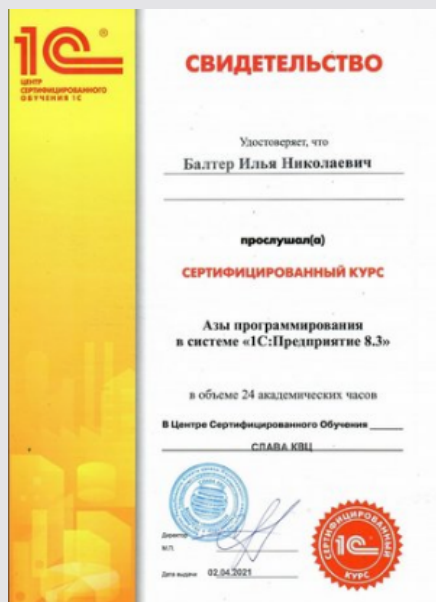 1С®
ЦЕНТР
СЕРТИФИЦИРОВАННОГО
ОБУЧЕНИЯ 1С
СВИДЕТЕЛЬСТВО
Удостоверяет, что
Балтер Илья Николаевич
прослушал(а)
СЕРТИФИЦИРОВАННЫЙ КУРС
Азы программирования
в системе «1С:Предприятие 8.3»
в объеме 24 академических часов
В Центре Сертифицированного Обучения
СЛАВА КВЦ
Директор
М.П.
Дата выдачи 02.04.2021
СЕРТИФИЦИРОВАННЫЙ
1С
КУРС